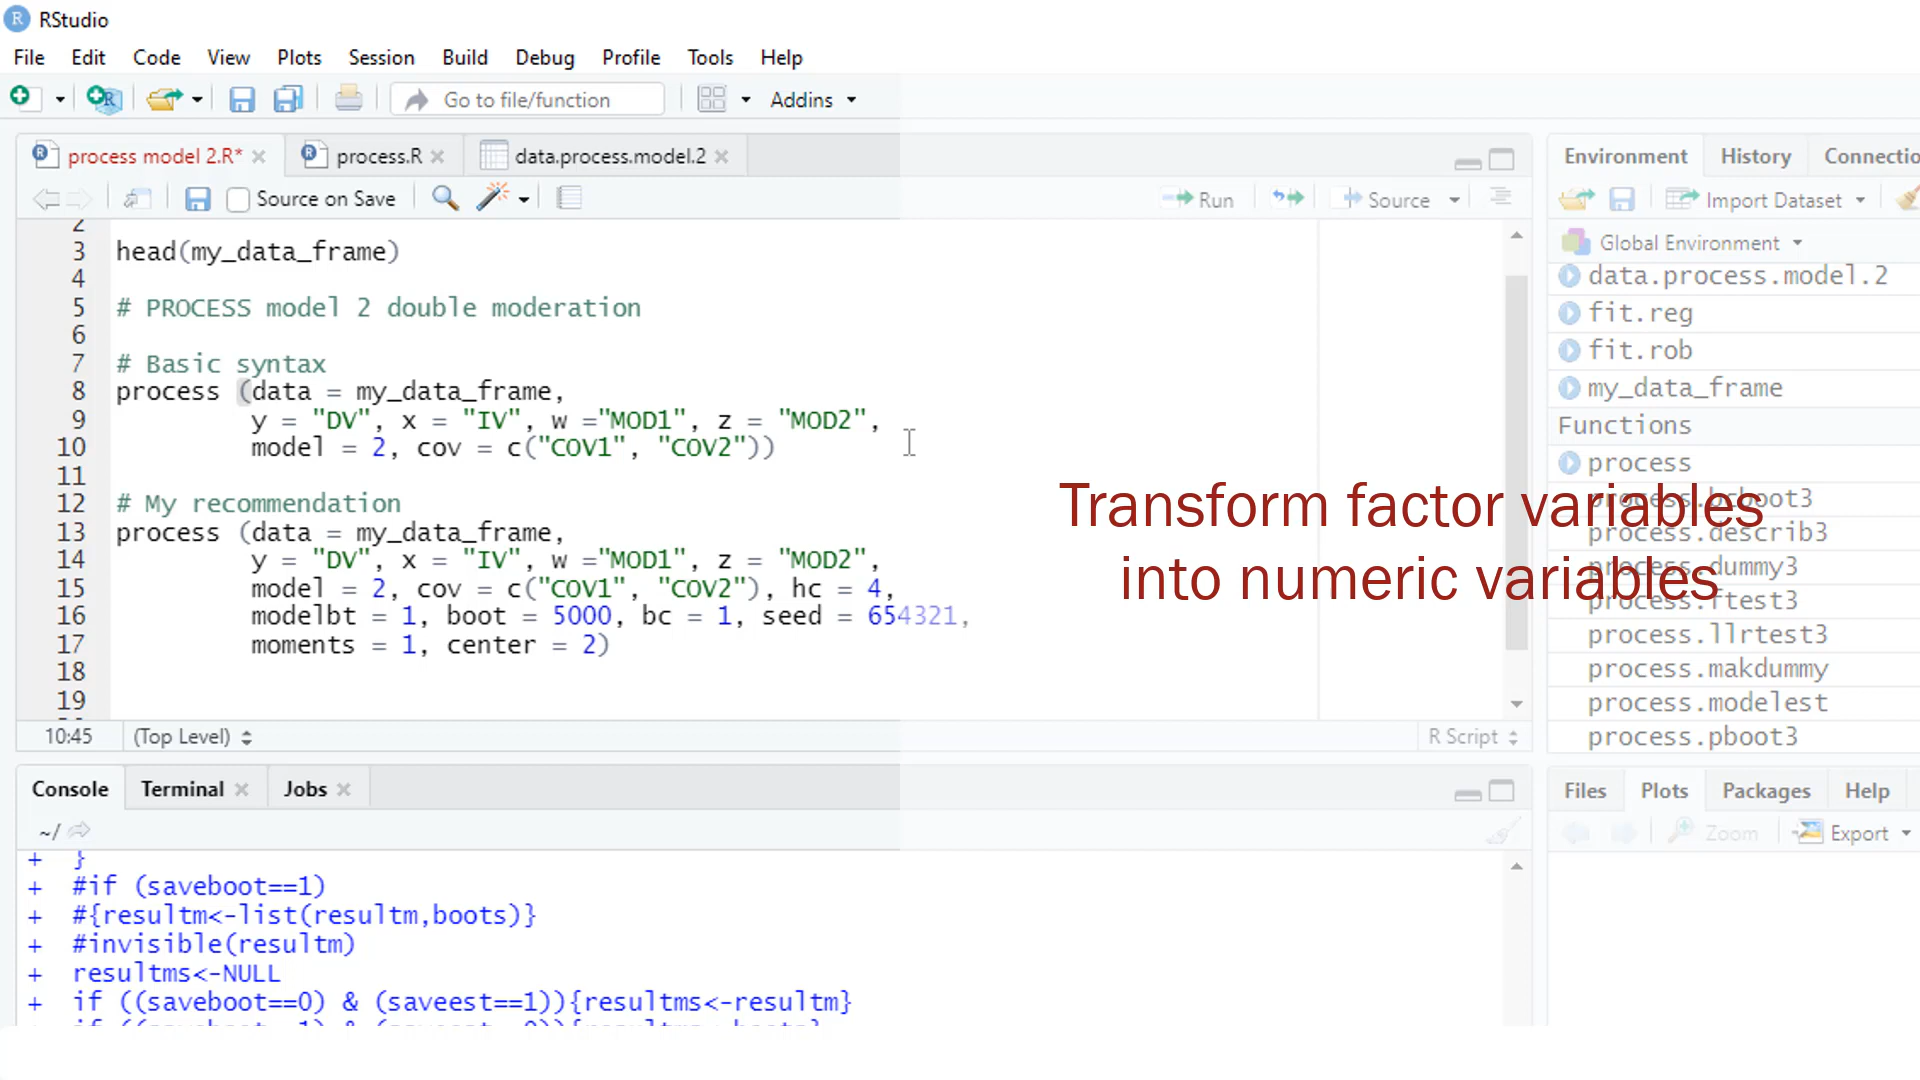 RStudio
File Edit Code View Plots Session Build Debug Profile Tools Help
Go to file/function Addins
process model 2.R* process.R data.process.model.2
Source on Save Run Source
2
3 head(my_data_frame)
4
5 # PROCESS model 2 double moderation
6
7 # Basic syntax
8 process (data = my_data_frame,
9 y = "DV", x = "IV", w ="MOD1", z = "MOD2",
10 model = 2, cov = c("COV1", "COV2"))
11
12 # My recommendation
13 process (data = my_data_frame,
14 y = "DV", x = "IV", w ="MOD1", z = "MOD2",
15 model = 2, cov = c("COV1", "COV2"), hc = 4,
16 modelbt = 1, boot = 5000, bc = 1, seed = 654321,
17 moments = 1, center = 2)
18
19
10:45 (Top Level) R Script
Transform factor variables
into numeric variables
Environment History Connectio
Import Dataset
Global Environment
data.process.model.2
fit.reg
fit.rob
my_data_frame
Functions
process
process.bcboot3
process.describ3
process.dummy3
process.ftest3
process.llrtest3
process.makdummy
process.modelest
process.pboot3
Console Terminal Jobs
~/
+ }
+ #if (saveboot==1)
+ #{resultm<-list(resultm,boots)}
+ #invisible(resultm)
+ resultms<-NULL
+ if ((saveboot==0) & (saveest==1)){resultms<-resultm}
Files Plots Packages Help
Zoom Export